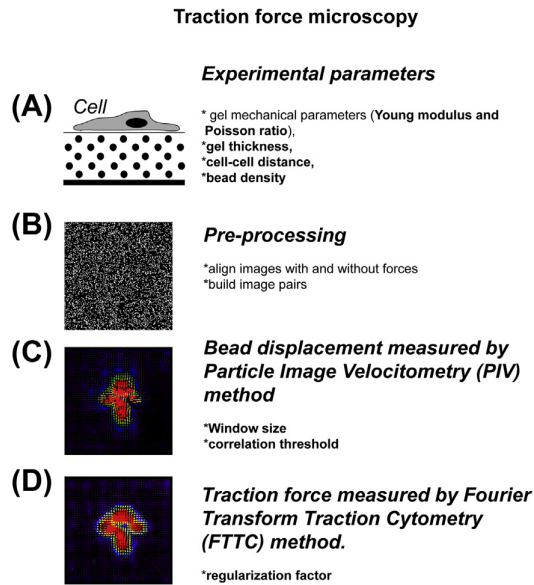 Traction force microscopy
(A)
Cell
Experimental parameters
* gel mechanical parameters (Young modulus and
Poisson ratio),
*gel thickness,
*cell-cell distance,
*bead density
(B)
Pre-processing
*align images with and without forces
*build image pairs
(C)
Bead displacement measured by
Particle Image Velocitometry (PIV)
method
*Window size
*correlation threshold
(D)
Traction force measured by Fourier
Transform Traction Cytometry
(FTTC) method.
*regularization factor